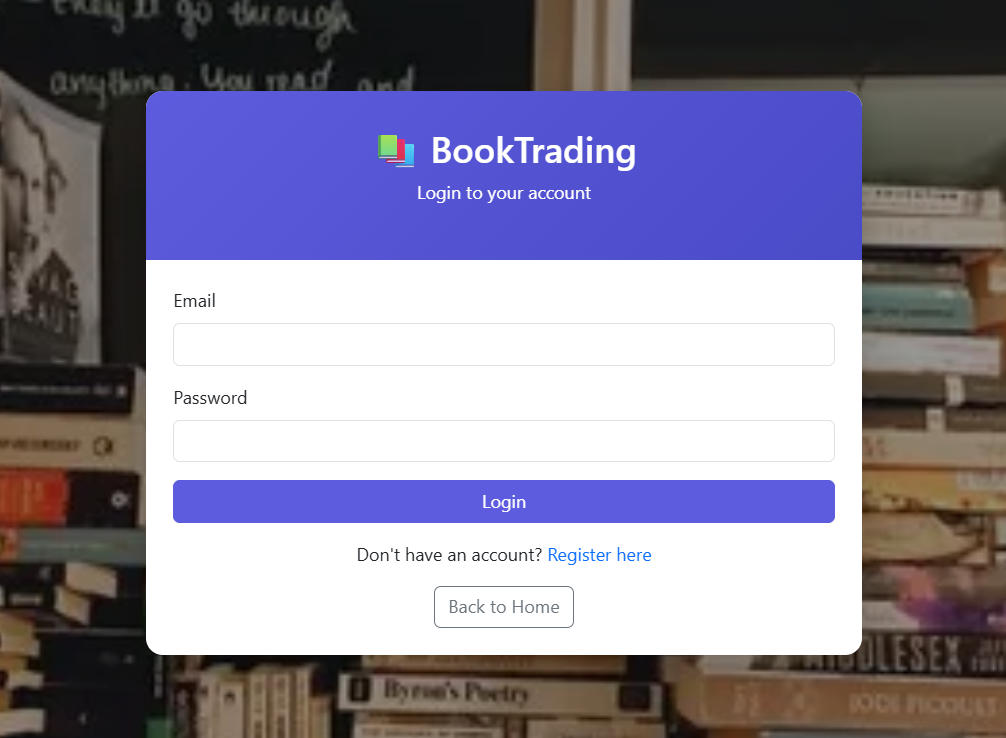 they'll go through
anything. You read and
BookTrading
Login to your account
Email
Password
Login
Don't have an account? Register here
Back to Home
MIDDLESEX
Byron's Poetry
JODI PICOULT